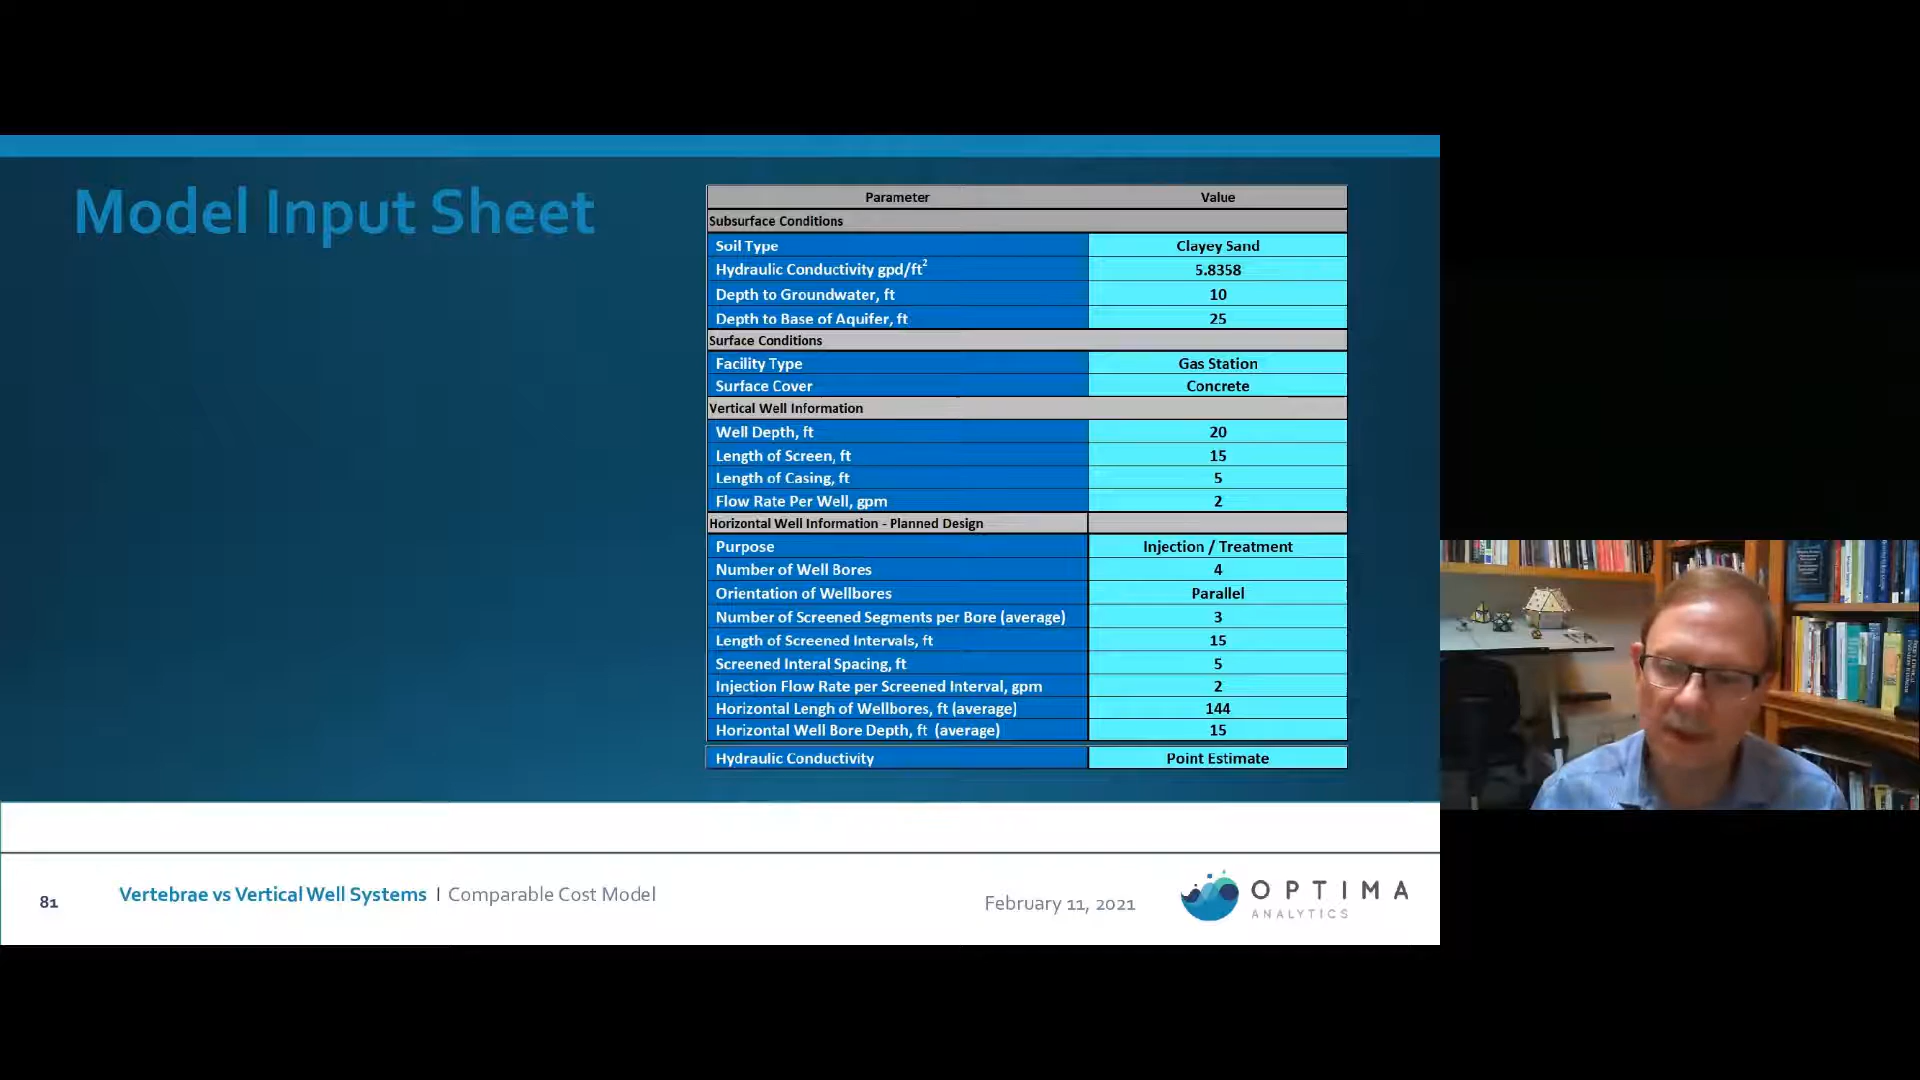 Model Input Sheet
Parameter Value
Subsurface Conditions
Soil Type Clayey Sand
Hydraulic Conductivity gpd/ft2 5.8358
Depth to Groundwater, ft 10
Depth to Base of Aquifer, ft 25
Surface Conditions
Facility Type Gas Station
Surface Cover Concrete
Vertical Well Information
Well Depth, ft 20
Length of Screen, ft 15
Length of Casing, ft 5
Flow Rate Per Well, gpm 2
Horizontal Well Information - Planned Design
Purpose Injection / Treatment
Number of Well Bores 4
Orientation of Wellbores Parallel
Number of Screened Segments per Bore (average) 3
Length of Screened Intervals, ft 15
Screened Interal Spacing, ft 5
Injection Flow Rate per Screened Interval, gpm 2
Horizontal Lengh of Wellbores, ft (average) 144
Horizontal Well Bore Depth, ft (average) 15
Hydraulic Conductivity Point Estimate
81 Vertebrae vs Vertical Well Systems | Comparable Cost Model February 11, 2021
OPTIMA
ANALYTICS